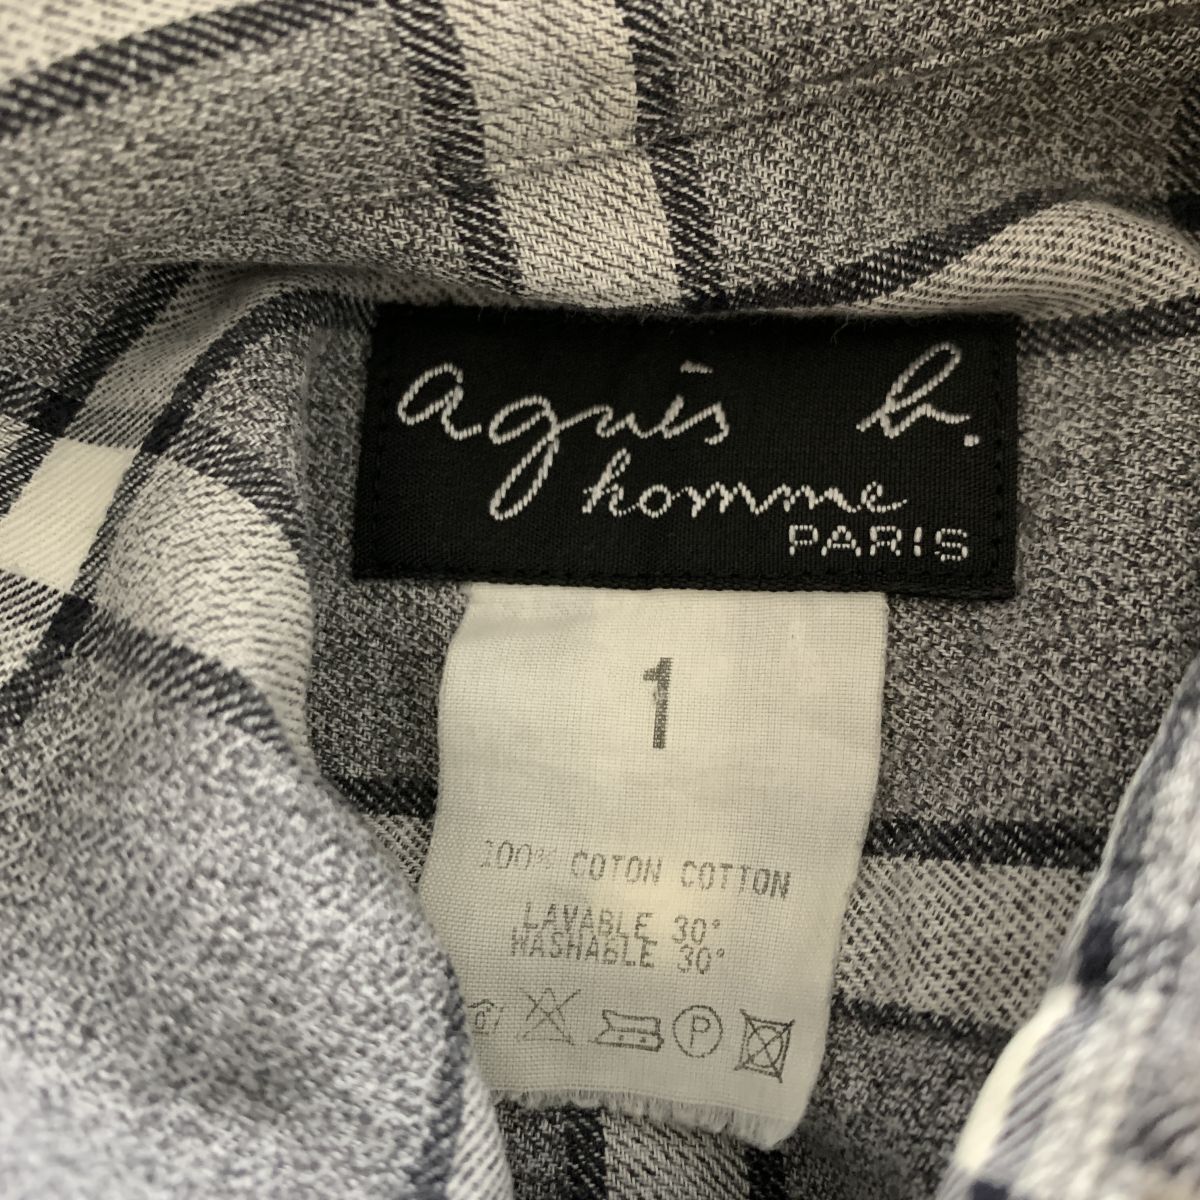 agnès b.
homme
PARIS
1
100% COTON COTTON
LAVABLE 30°
WASHABLE 30°
P